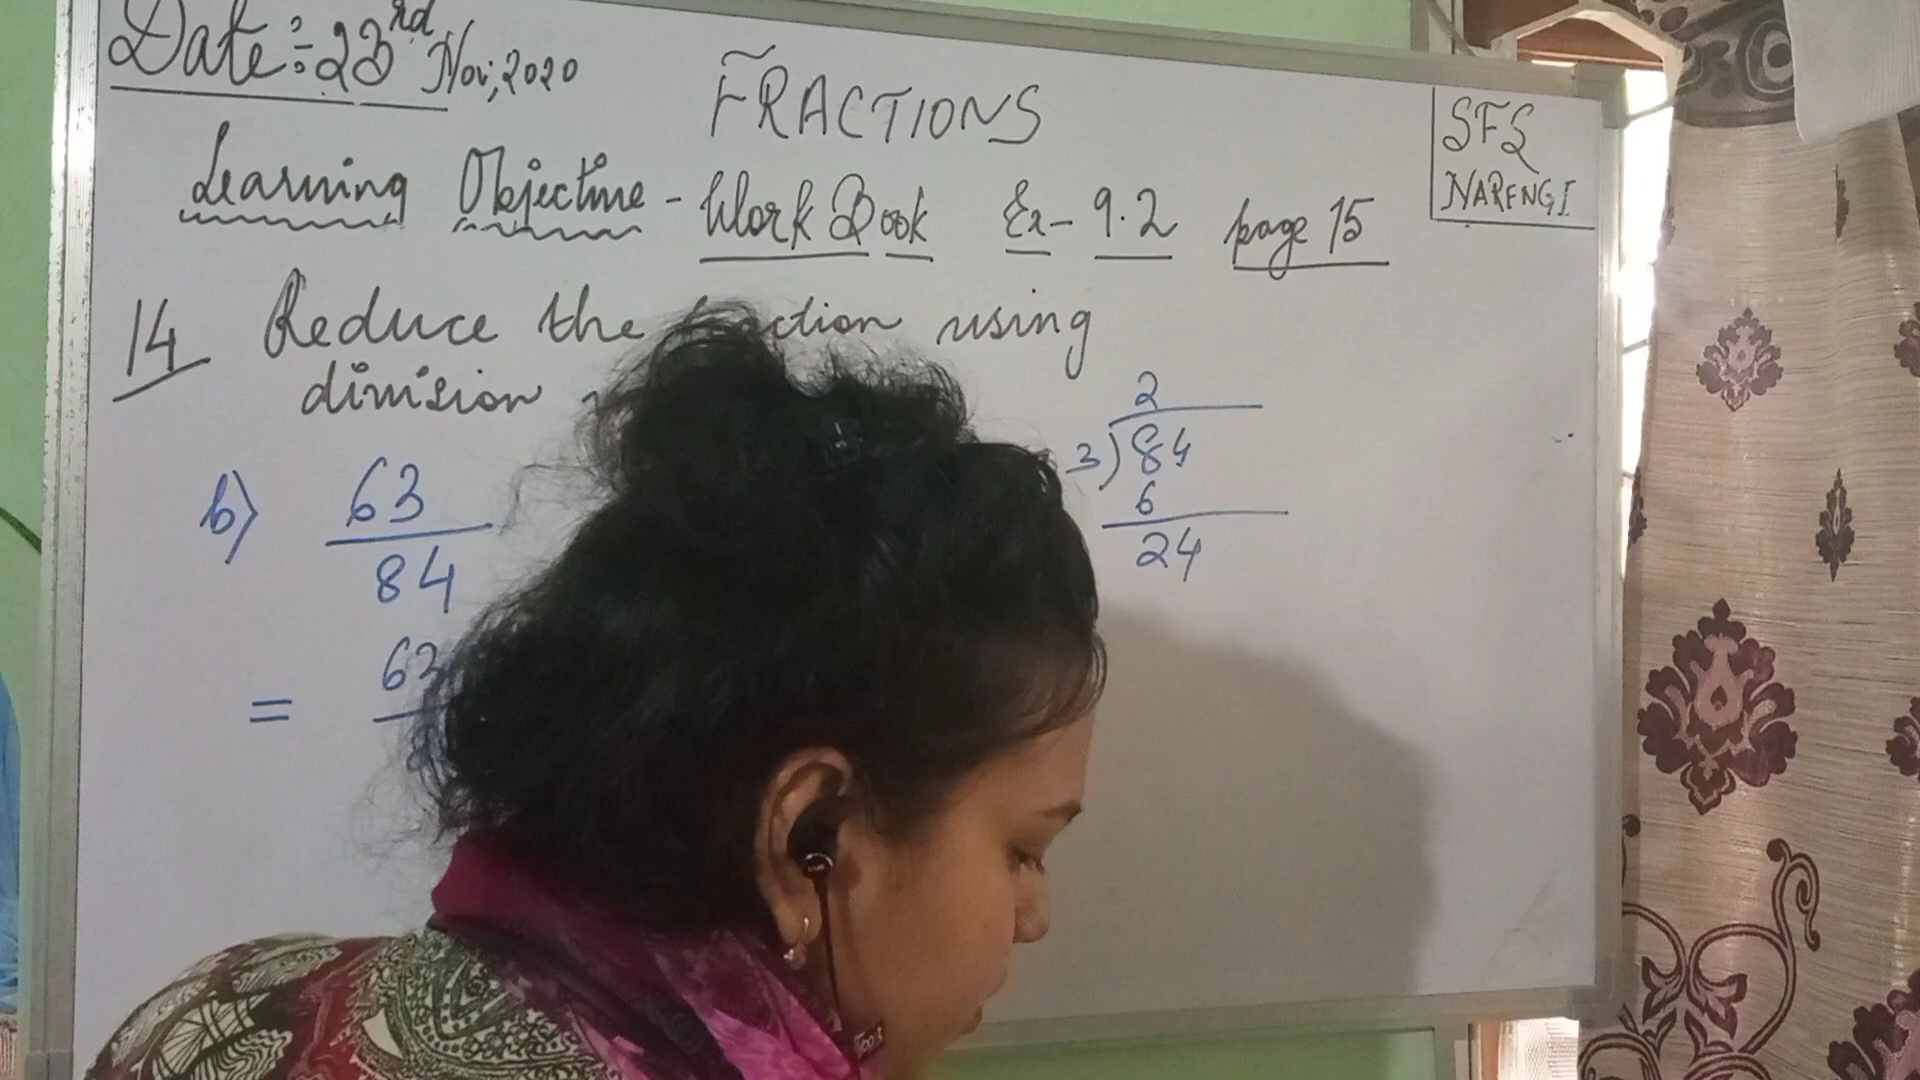 Date:- 23rd Nov, 2020
FRACTIONS
SFS
NARENGI
Learning Objective - Work Book Ex- 9.2 page 15
14 Reduce the fraction using
division
b) 63
84
= 63
2
3) 84
6
24